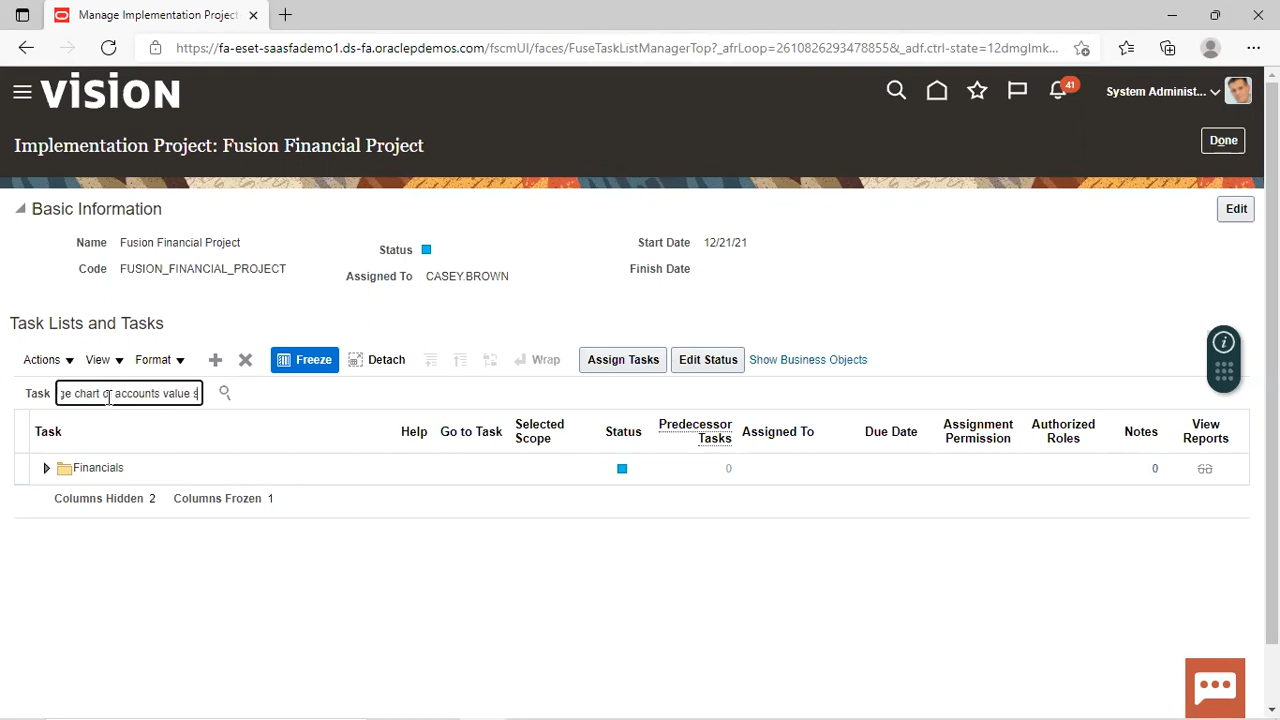 Manage Implementation Project
https://fa-eset-saasfademo1.ds-fa.oraclepdemos.com/fscmUI/faces/FuseTaskListManagerTop?_afrLoop=26108262934788555&_adf.ctrl-state=12dmglmk...
VISION
41
System Administ...
Implementation Project: Fusion Financial Project
Done
Basic Information
Edit
Name Fusion Financial Project
Status
Start Date 12/21/21
Code FUSION_FINANCIAL_PROJECT
Assigned To CASEY.BROWN
Finish Date
Task Lists and Tasks
Actions View Format Freeze Detach Wrap Assign Tasks Edit Status Show Business Objects
Task ge chart of accounts value s
Task Help Go to Task Selected Scope Status Predecessor Tasks Assigned To Due Date Assignment Permission Authorized Roles Notes View Reports
Financials 0 0
Columns Hidden 2 Columns Frozen 1